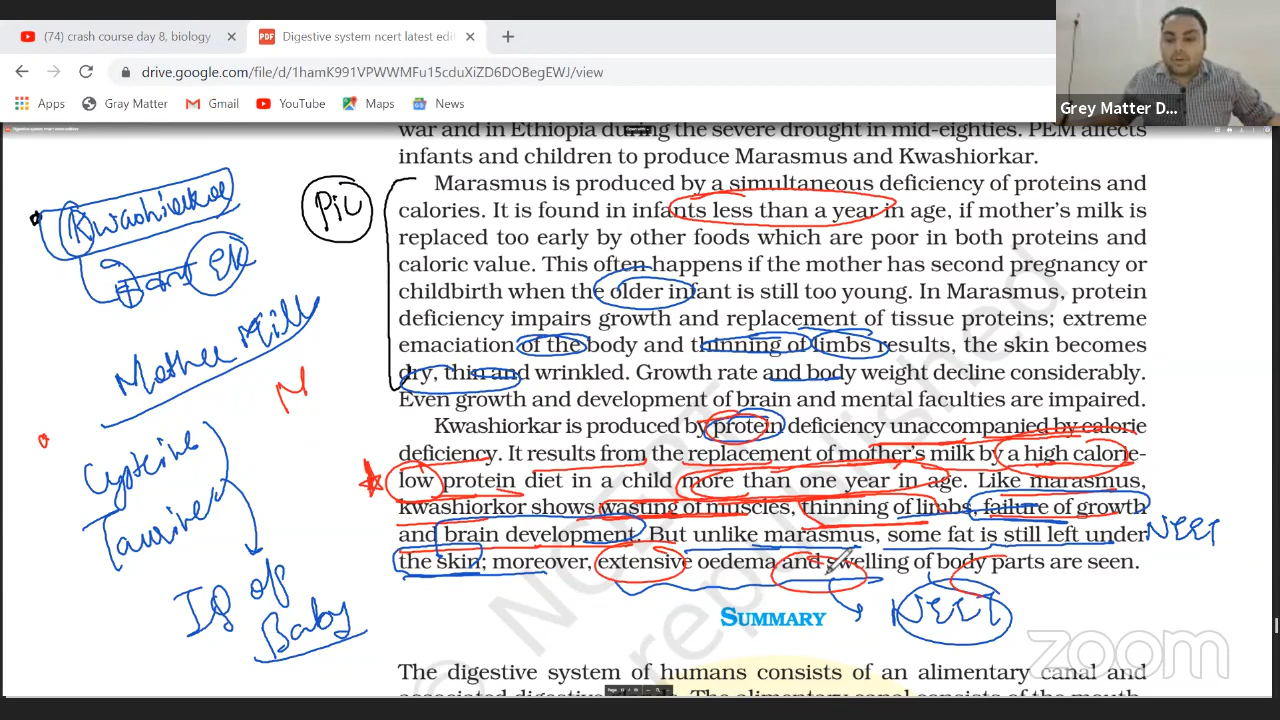 (74) crash course day 8, biology
Digestive system ncert latest edi
drive.google.com/file/d/1hamK991VPWWMFu15cduXiZD6DOBegEWJ/view
Apps Gray Matter Gmail YouTube Maps News
Grey Matter D...
war and in Ethiopia during the severe drought in mid-eighties. PEM affects
infants and children to produce Marasmus and Kwashiorkar.
Marasmus is produced by a simultaneous deficiency of proteins and
calories. It is found in infants less than a year in age, if mother's milk is
replaced too early by other foods which are poor in both proteins and
caloric value. This often happens if the mother has second pregnancy or
childbirth when the older infant is still too young. In Marasmus, protein
deficiency impairs growth and replacement of tissue proteins; extreme
emaciation of the body and thinning of limbs results, the skin becomes
dry, thin and wrinkled. Growth rate and body weight decline considerably.
Even growth and development of brain and mental faculties are impaired.
Kwashiorkar is produced by protein deficiency unaccompanied by calorie
deficiency. It results from the replacement of mother's milk by a high calorie-
low protein diet in a child more than one year in age. Like marasmus,
kwashiorkor shows wasting of muscles, thinning of limbs, failure of growth
and brain development. But unlike marasmus, some fat is still left under
the skin; moreover, extensive oedema and swelling of body parts are seen.
SUMMARY
The digestive system of humans consists of an alimentary canal and
PiU
Mother Milk
M
IQ of
Baby
NEET
NEET
zoom